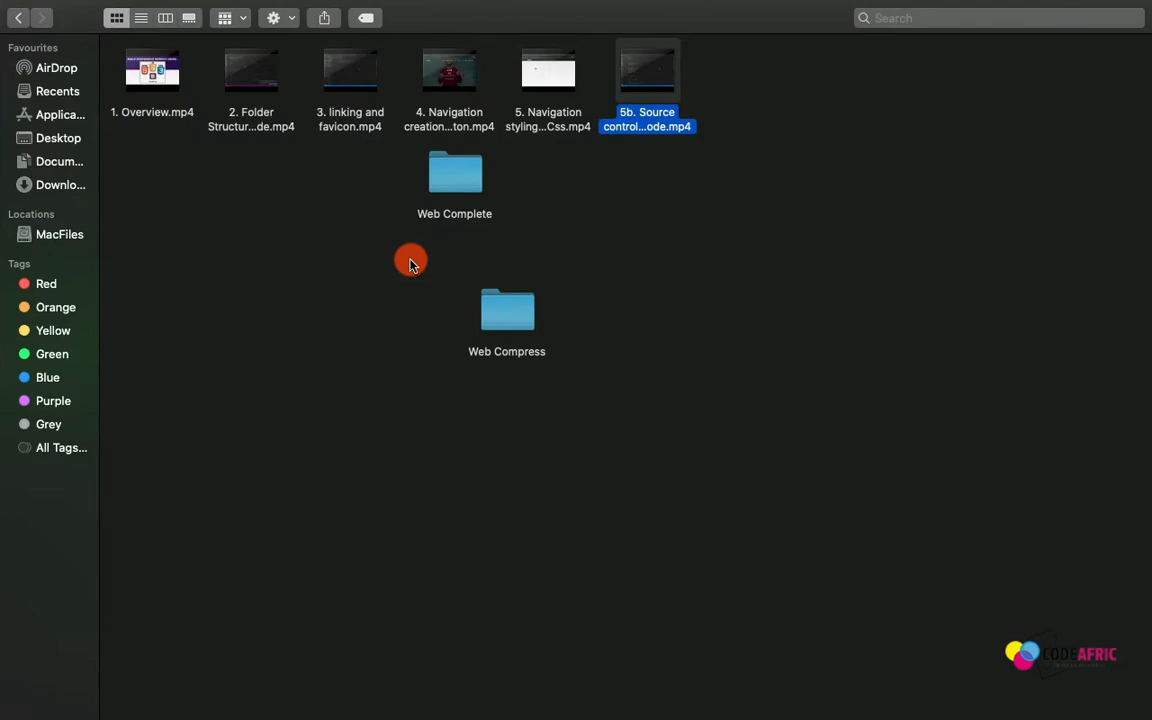 Search
Favourites
AirDrop
Recents
Applica...
Desktop
Docum...
Downlo...
Locations
MacFiles
Tags
Red
Orange
Yellow
Green
Blue
Purple
Grey
All Tags...
1. Overview.mp4
2. Folder
Structur...de.mp4
3. linking and
favicon.mp4
4. Navigation
creation...ton.mp4
5. Navigation
styling...Css.mp4
5b. Source
control...ode.mp4
Web Complete
Web Compress
CODEAFRIC